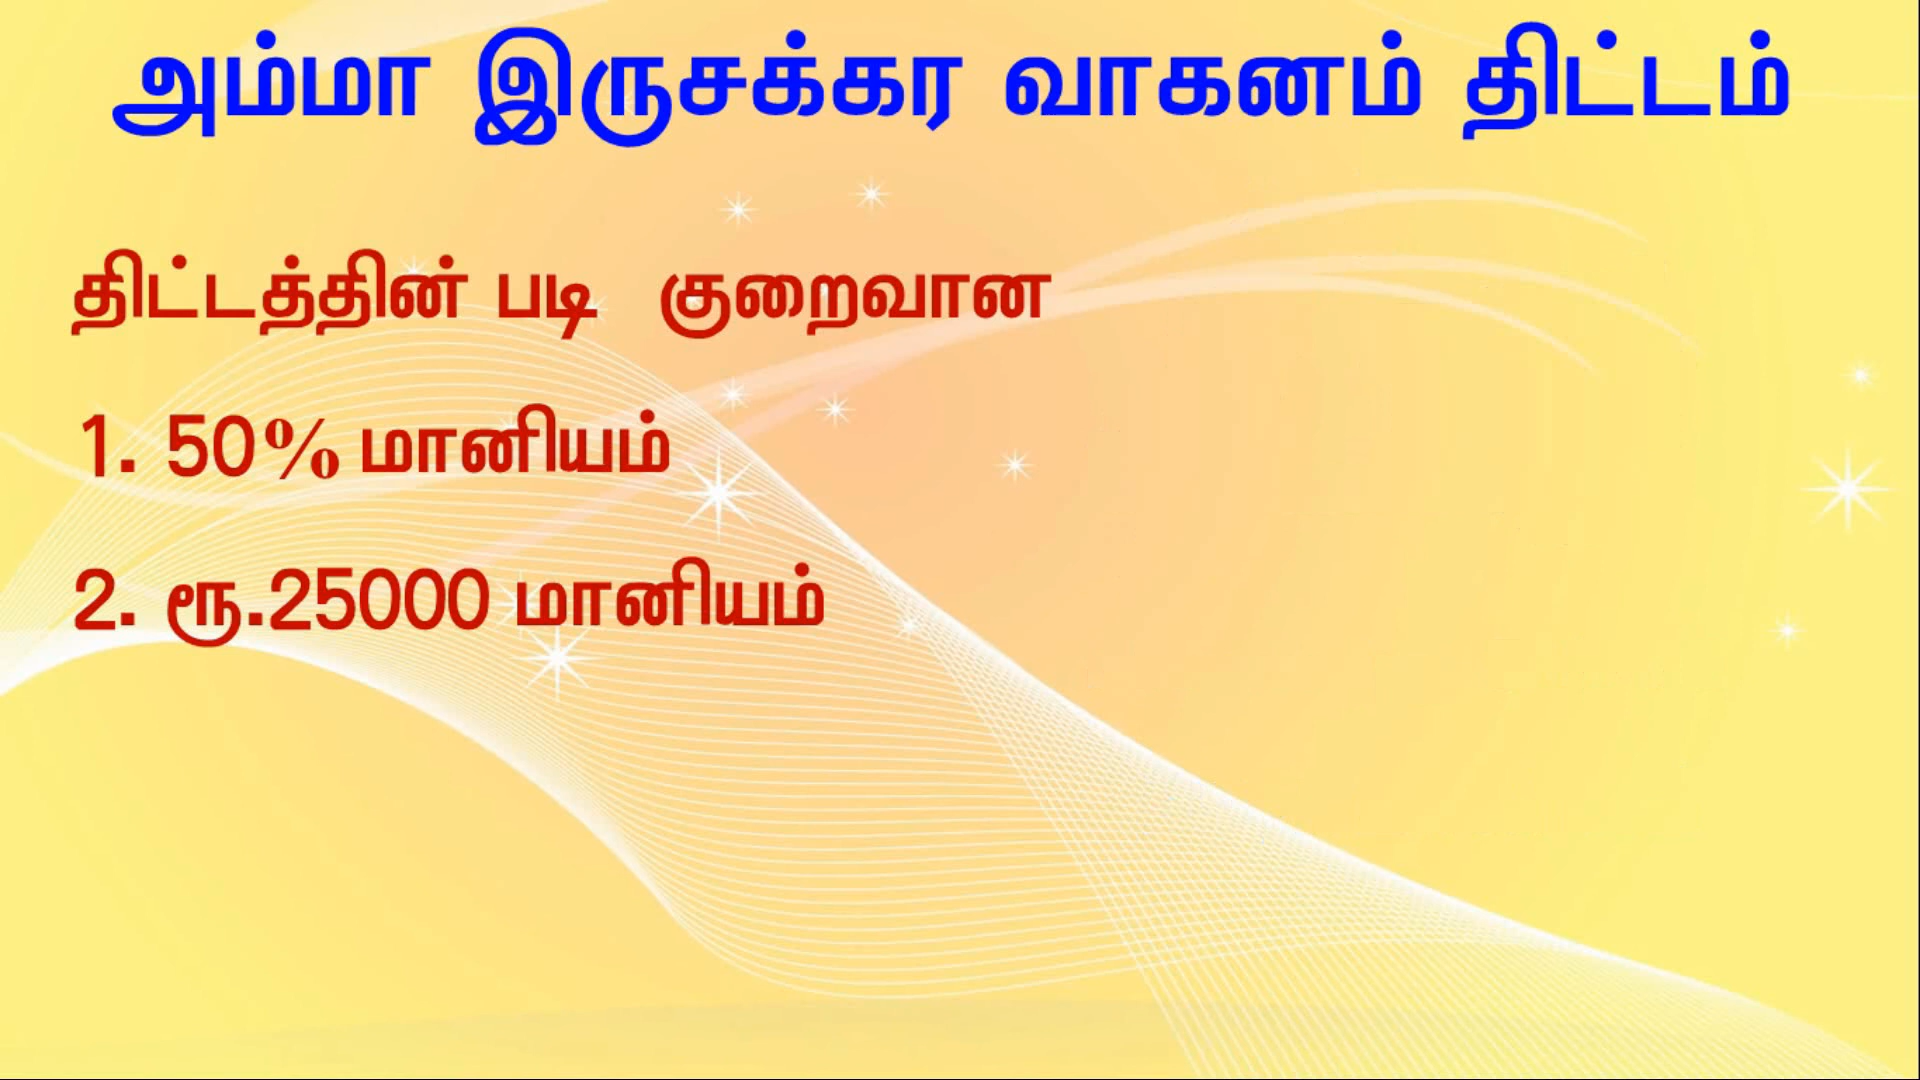 அம்மா இருசக்கர வாகனம் திட்டம்
திட்டத்தின் படி குறைவான
1. 50% மானியம்
2. ரூ.25000 மானியம்